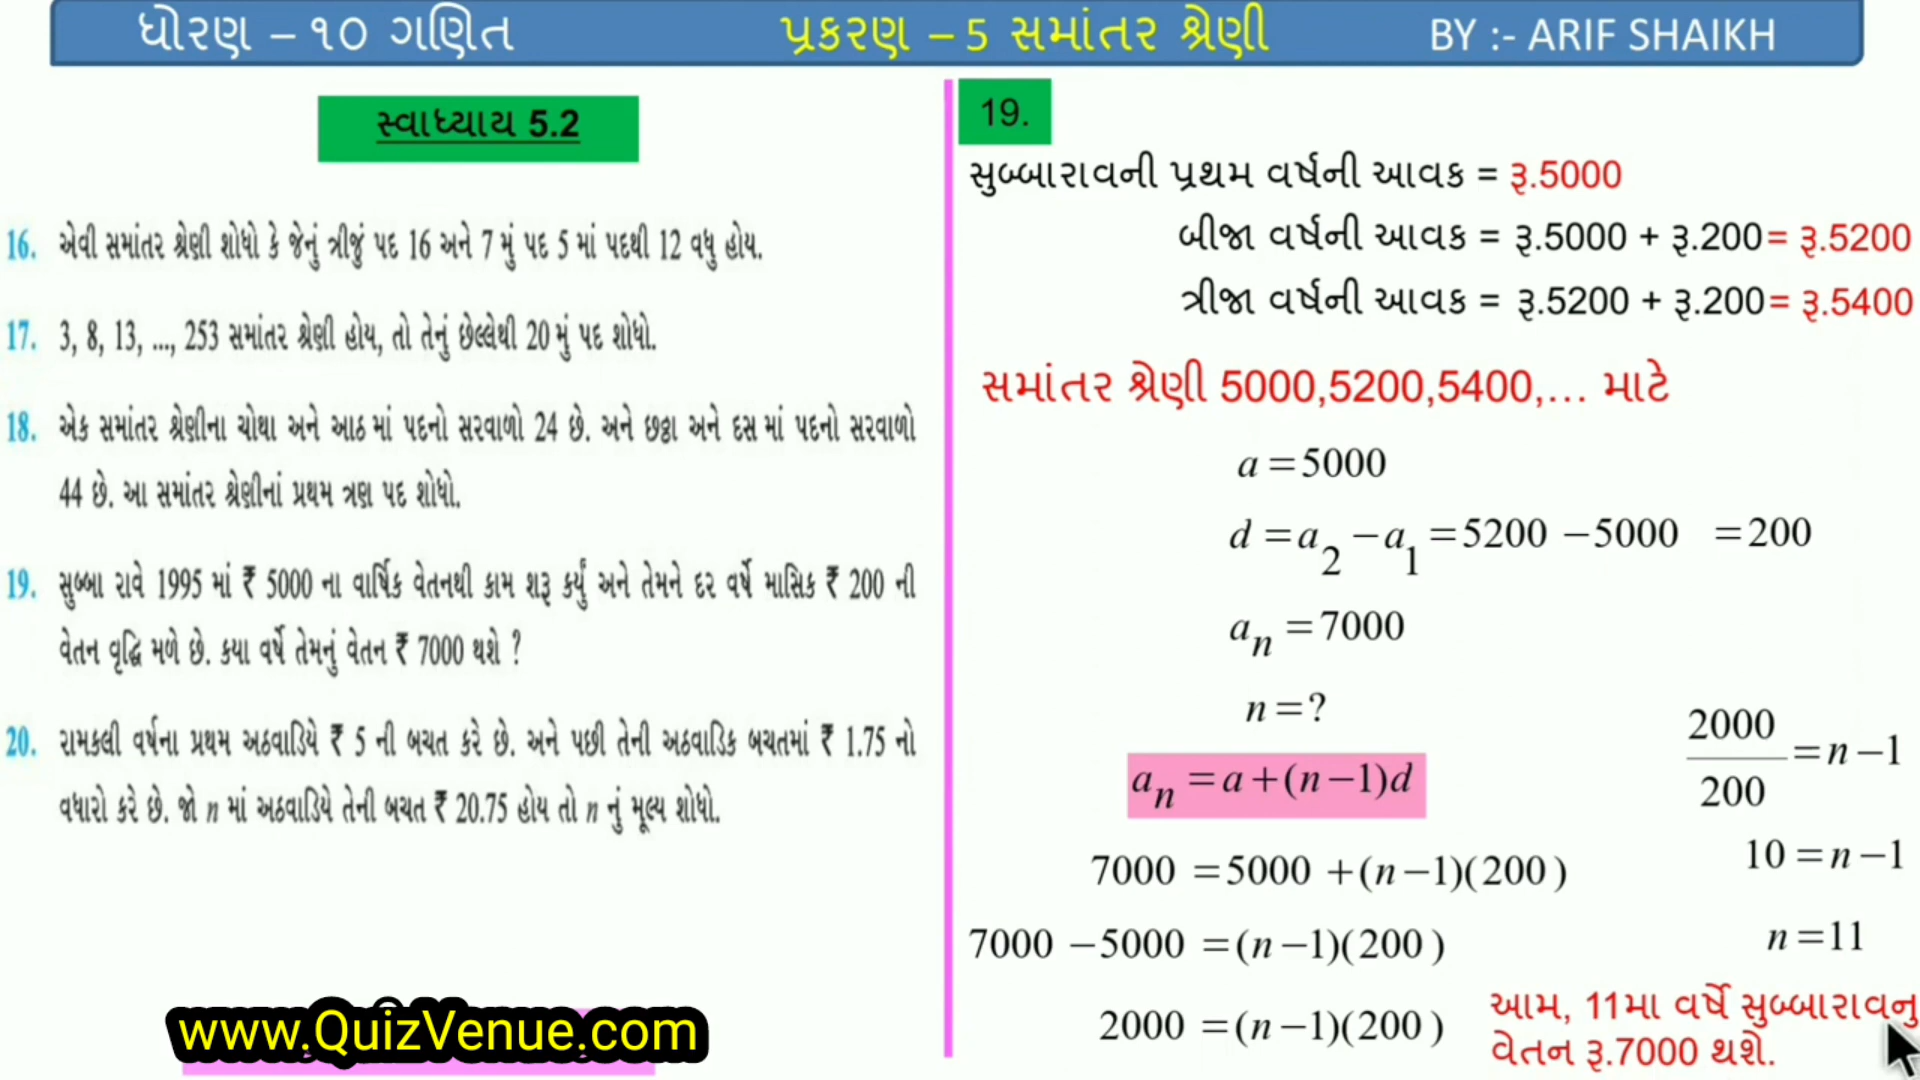 ધોરણ – ૧૦ ગણિત
પ્રકરણ – 5 સમાંતર શ્રેણી
BY :- ARIF SHAIKH
સ્વાધ્યાય 5.2
16. એવી સમાંતર શ્રેણી શોધો કે જેનું ત્રીજું પદ 16 અને 7 મું પદ 5 માં પદથી 12 વધુ હોય.
17. 3, 8, 13, ..., 253 સમાંતર શ્રેણી હોય, તો તેનું છેલ્લેથી 20 મું પદ શોધો.
18. એક સમાંતર શ્રેણીના ચોથા અને આઠ માં પદનો સરવાળો 24 છે. અને છઠ્ઠા અને દસ માં પદનો સરવાળો
44 છે. આ સમાંતર શ્રેણીનાં પ્રથમ ત્રણ પદ શોધો.
19. સુબ્બા રાવે 1995 માં ₹ 5000 ના વાર્ષિક વેતનથી કામ શરૂ કર્યું અને તેમને દર વર્ષે માસિક ₹ 200 ની
વેતન વૃદ્ધિ મળે છે. કયા વર્ષે તેમનું વેતન ₹ 7000 થશે ?
20. રામકલી વર્ષના પ્રથમ અઠવાડિયે ₹ 5 ની બચત કરે છે. અને પછી તેની અઠવાડિક બચતમાં ₹ 1.75 નો
વધારો કરે છે. જો n માં અઠવાડિયે તેની બચત ₹ 20.75 હોય તો n નું મૂલ્ય શોધો.
www.QuizVenue.com
19.
સુબ્બારાવની પ્રથમ વર્ષની આવક = રૂ.5000
બીજા વર્ષની આવક = રૂ.5000 + રૂ.200 = રૂ.5200
ત્રીજા વર્ષની આવક = રૂ.5200 + રૂ.200 = રૂ.5400
સમાંતર શ્રેણી 5000,5200,5400,... માટે
a = 5000
d = a₂ − a₁ = 5200 − 5000 = 200
aₙ = 7000
n = ?
aₙ = a + (n − 1)d
7000 = 5000 + (n − 1)(200)
7000 − 5000 = (n − 1)(200)
2000 = (n − 1)(200)
2000/200 = n − 1
10 = n − 1
n = 11
આમ, 11મા વર્ષે સુબ્બારાવનુ
વેતન રૂ.7000 થશે.